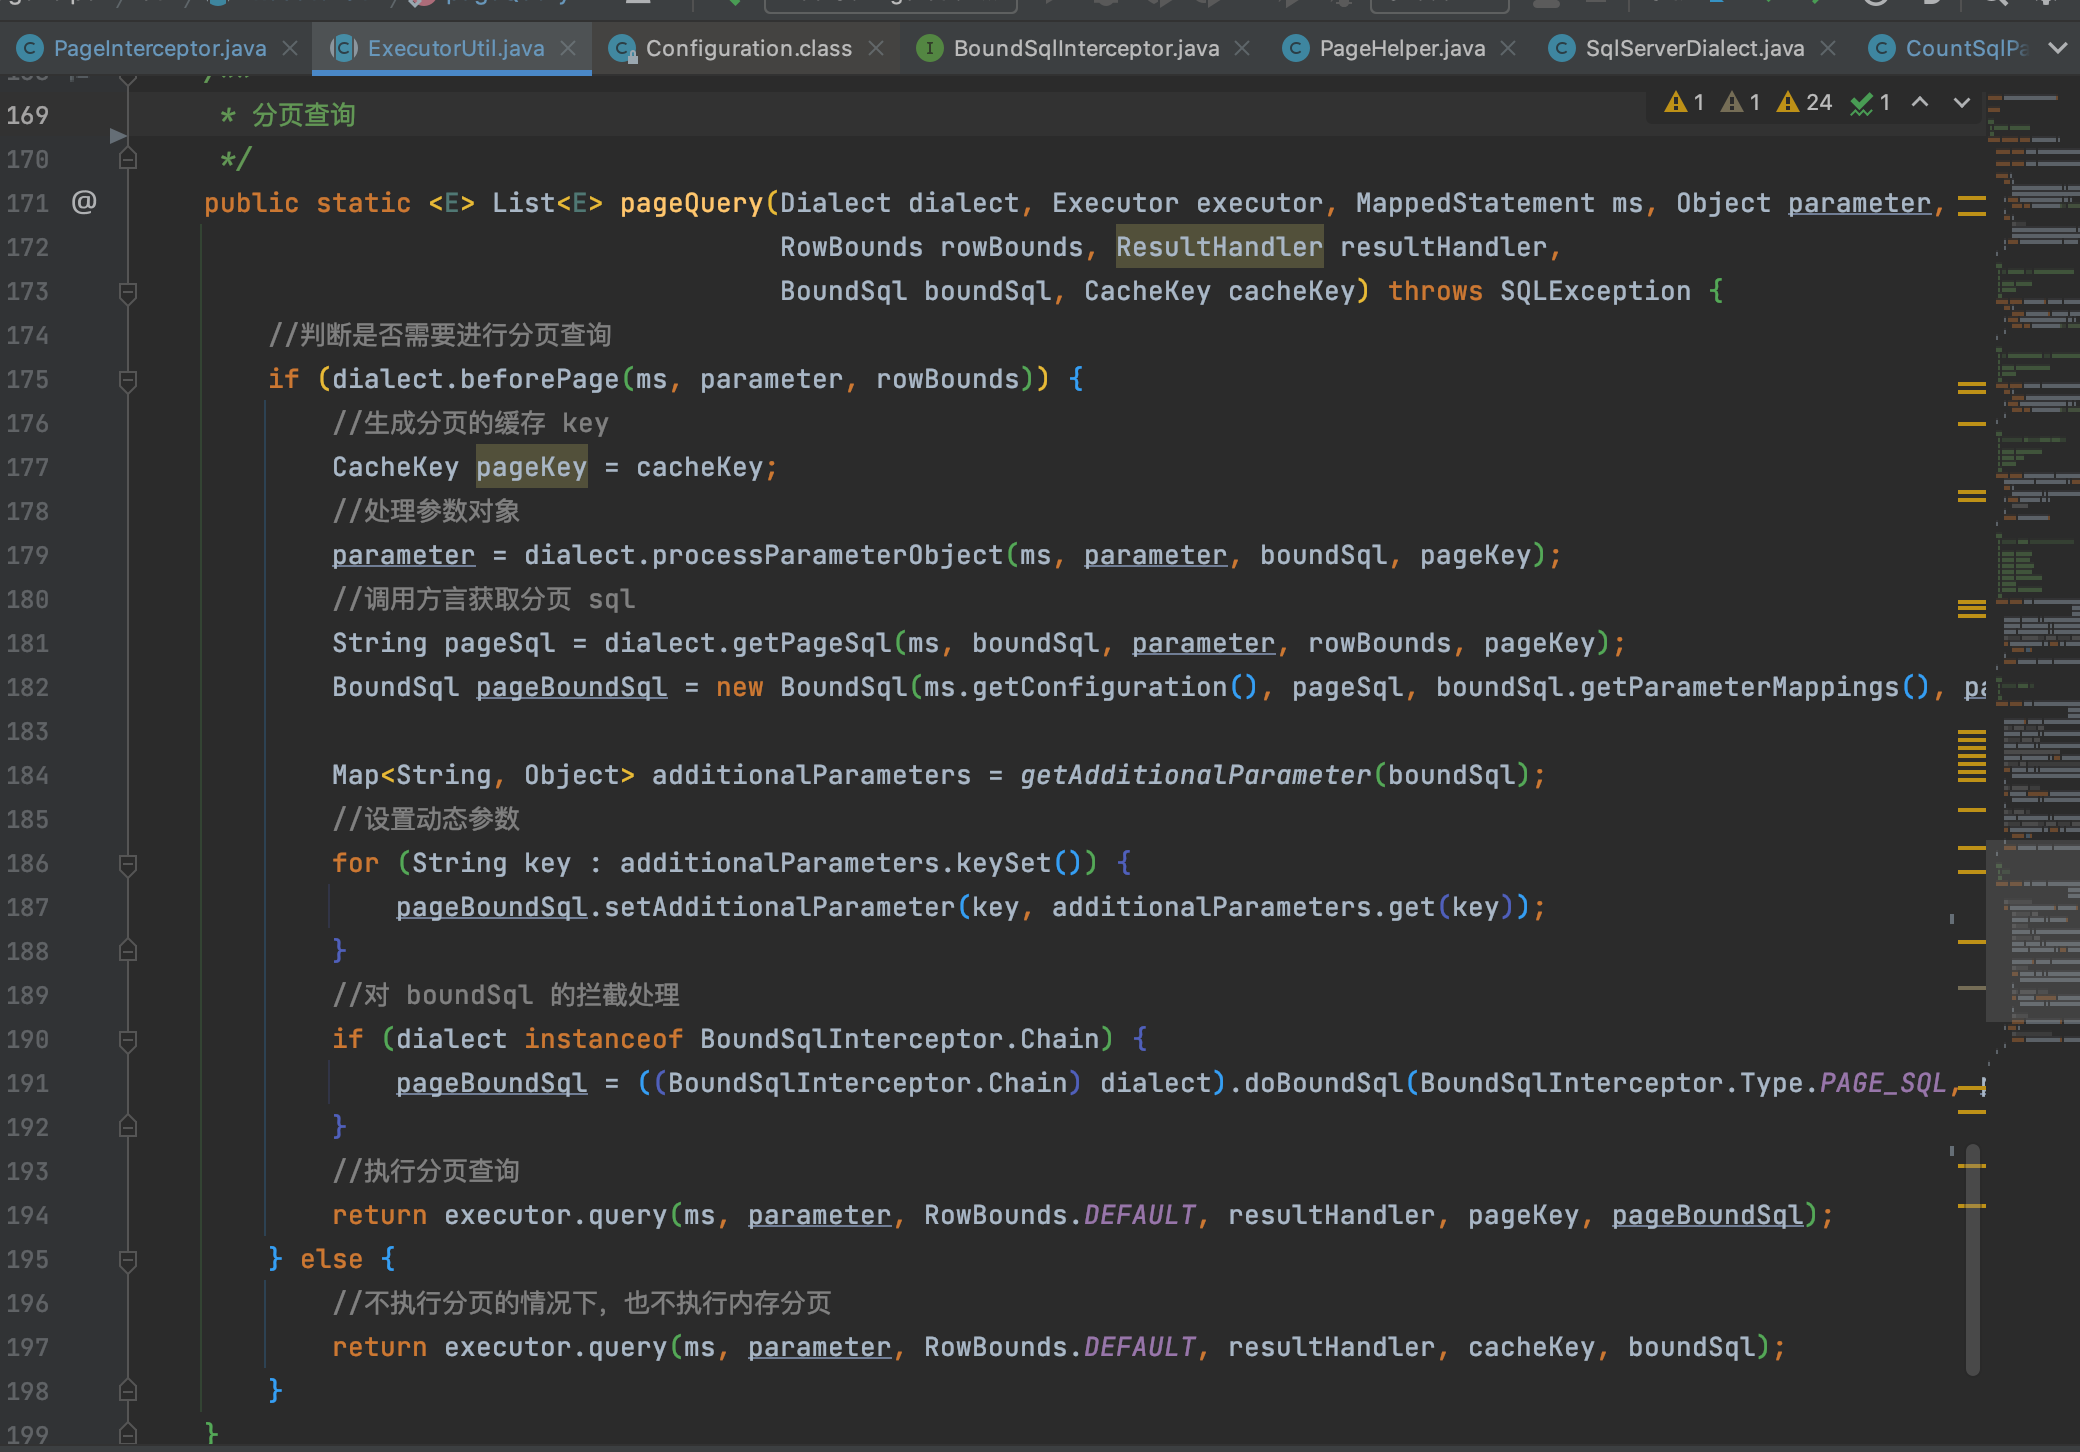 PageInterceptor.java ExecutorUtil.java Configuration.class BoundSqlInterceptor.java PageHelper.java SqlServerDialect.java CountSqlPa
1 1 24 1
169 * 分页查询
170 */
171 @ public static <E> List<E> pageQuery(Dialect dialect, Executor executor, MappedStatement ms, Object parameter,
172 RowBounds rowBounds, ResultHandler resultHandler,
173 BoundSql boundSql, CacheKey cacheKey) throws SQLException {
174 //判断是否需要进行分页查询
175 if (dialect.beforePage(ms, parameter, rowBounds)) {
176 //生成分页的缓存 key
177 CacheKey pageKey = cacheKey;
178 //处理参数对象
179 parameter = dialect.processParameterObject(ms, parameter, boundSql, pageKey);
180 //调用方言获取分页 sql
181 String pageSql = dialect.getPageSql(ms, boundSql, parameter, rowBounds, pageKey);
182 BoundSql pageBoundSql = new BoundSql(ms.getConfiguration(), pageSql, boundSql.getParameterMappings(), pa
183
184 Map<String, Object> additionalParameters = getAdditionalParameter(boundSql);
185 //设置动态参数
186 for (String key : additionalParameters.keySet()) {
187 pageBoundSql.setAdditionalParameter(key, additionalParameters.get(key));
188 }
189 //对 boundSql 的拦截处理
190 if (dialect instanceof BoundSqlInterceptor.Chain) {
191 pageBoundSql = ((BoundSqlInterceptor.Chain) dialect).doBoundSql(BoundSqlInterceptor.Type.PAGE_SQL,
192 }
193 //执行分页查询
194 return executor.query(ms, parameter, RowBounds.DEFAULT, resultHandler, pageKey, pageBoundSql);
195 } else {
196 //不执行分页的情况下，也不执行内存分页
197 return executor.query(ms, parameter, RowBounds.DEFAULT, resultHandler, cacheKey, boundSql);
198 }
199 }